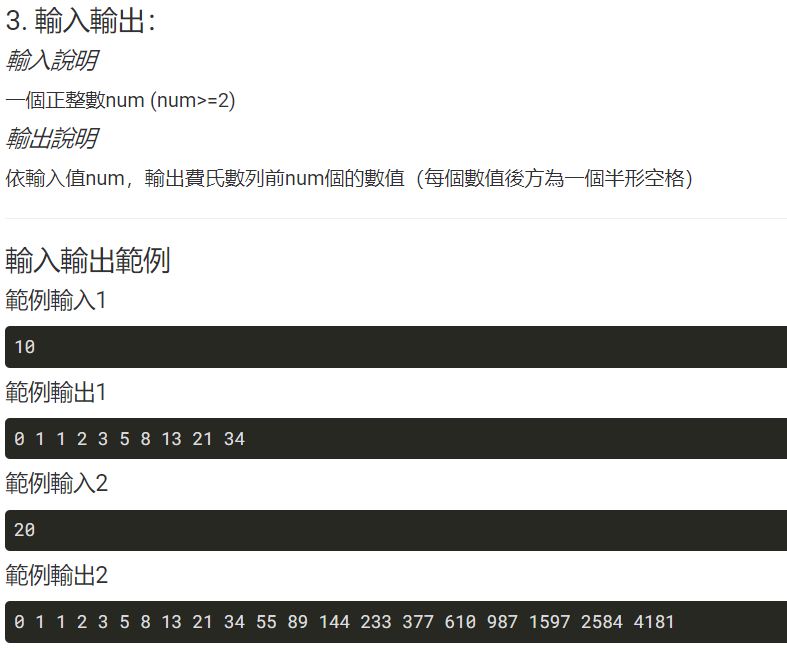 3. 輸入輸出：
輸入說明
一個正整數num (num>=2)
輸出說明
依輸入值num，輸出費氏數列前num個的數值（每個數值後方為一個半形空格）
輸入輸出範例
範例輸入1
10
範例輸出1
0 1 1 2 3 5 8 13 21 34
範例輸入2
20
範例輸出2
0 1 1 2 3 5 8 13 21 34 55 89 144 233 377 610 987 1597 2584 4181